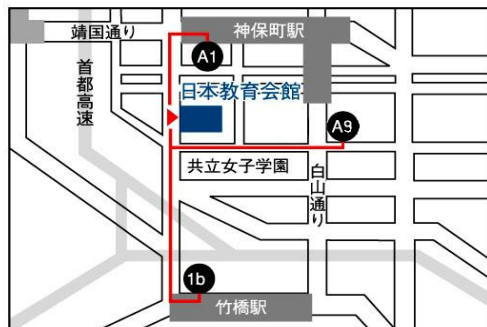 靖国通り
神保町駅
首都高速
A1
日本教育会館
A9
共立女子学園
白山通り
1b
竹橋駅